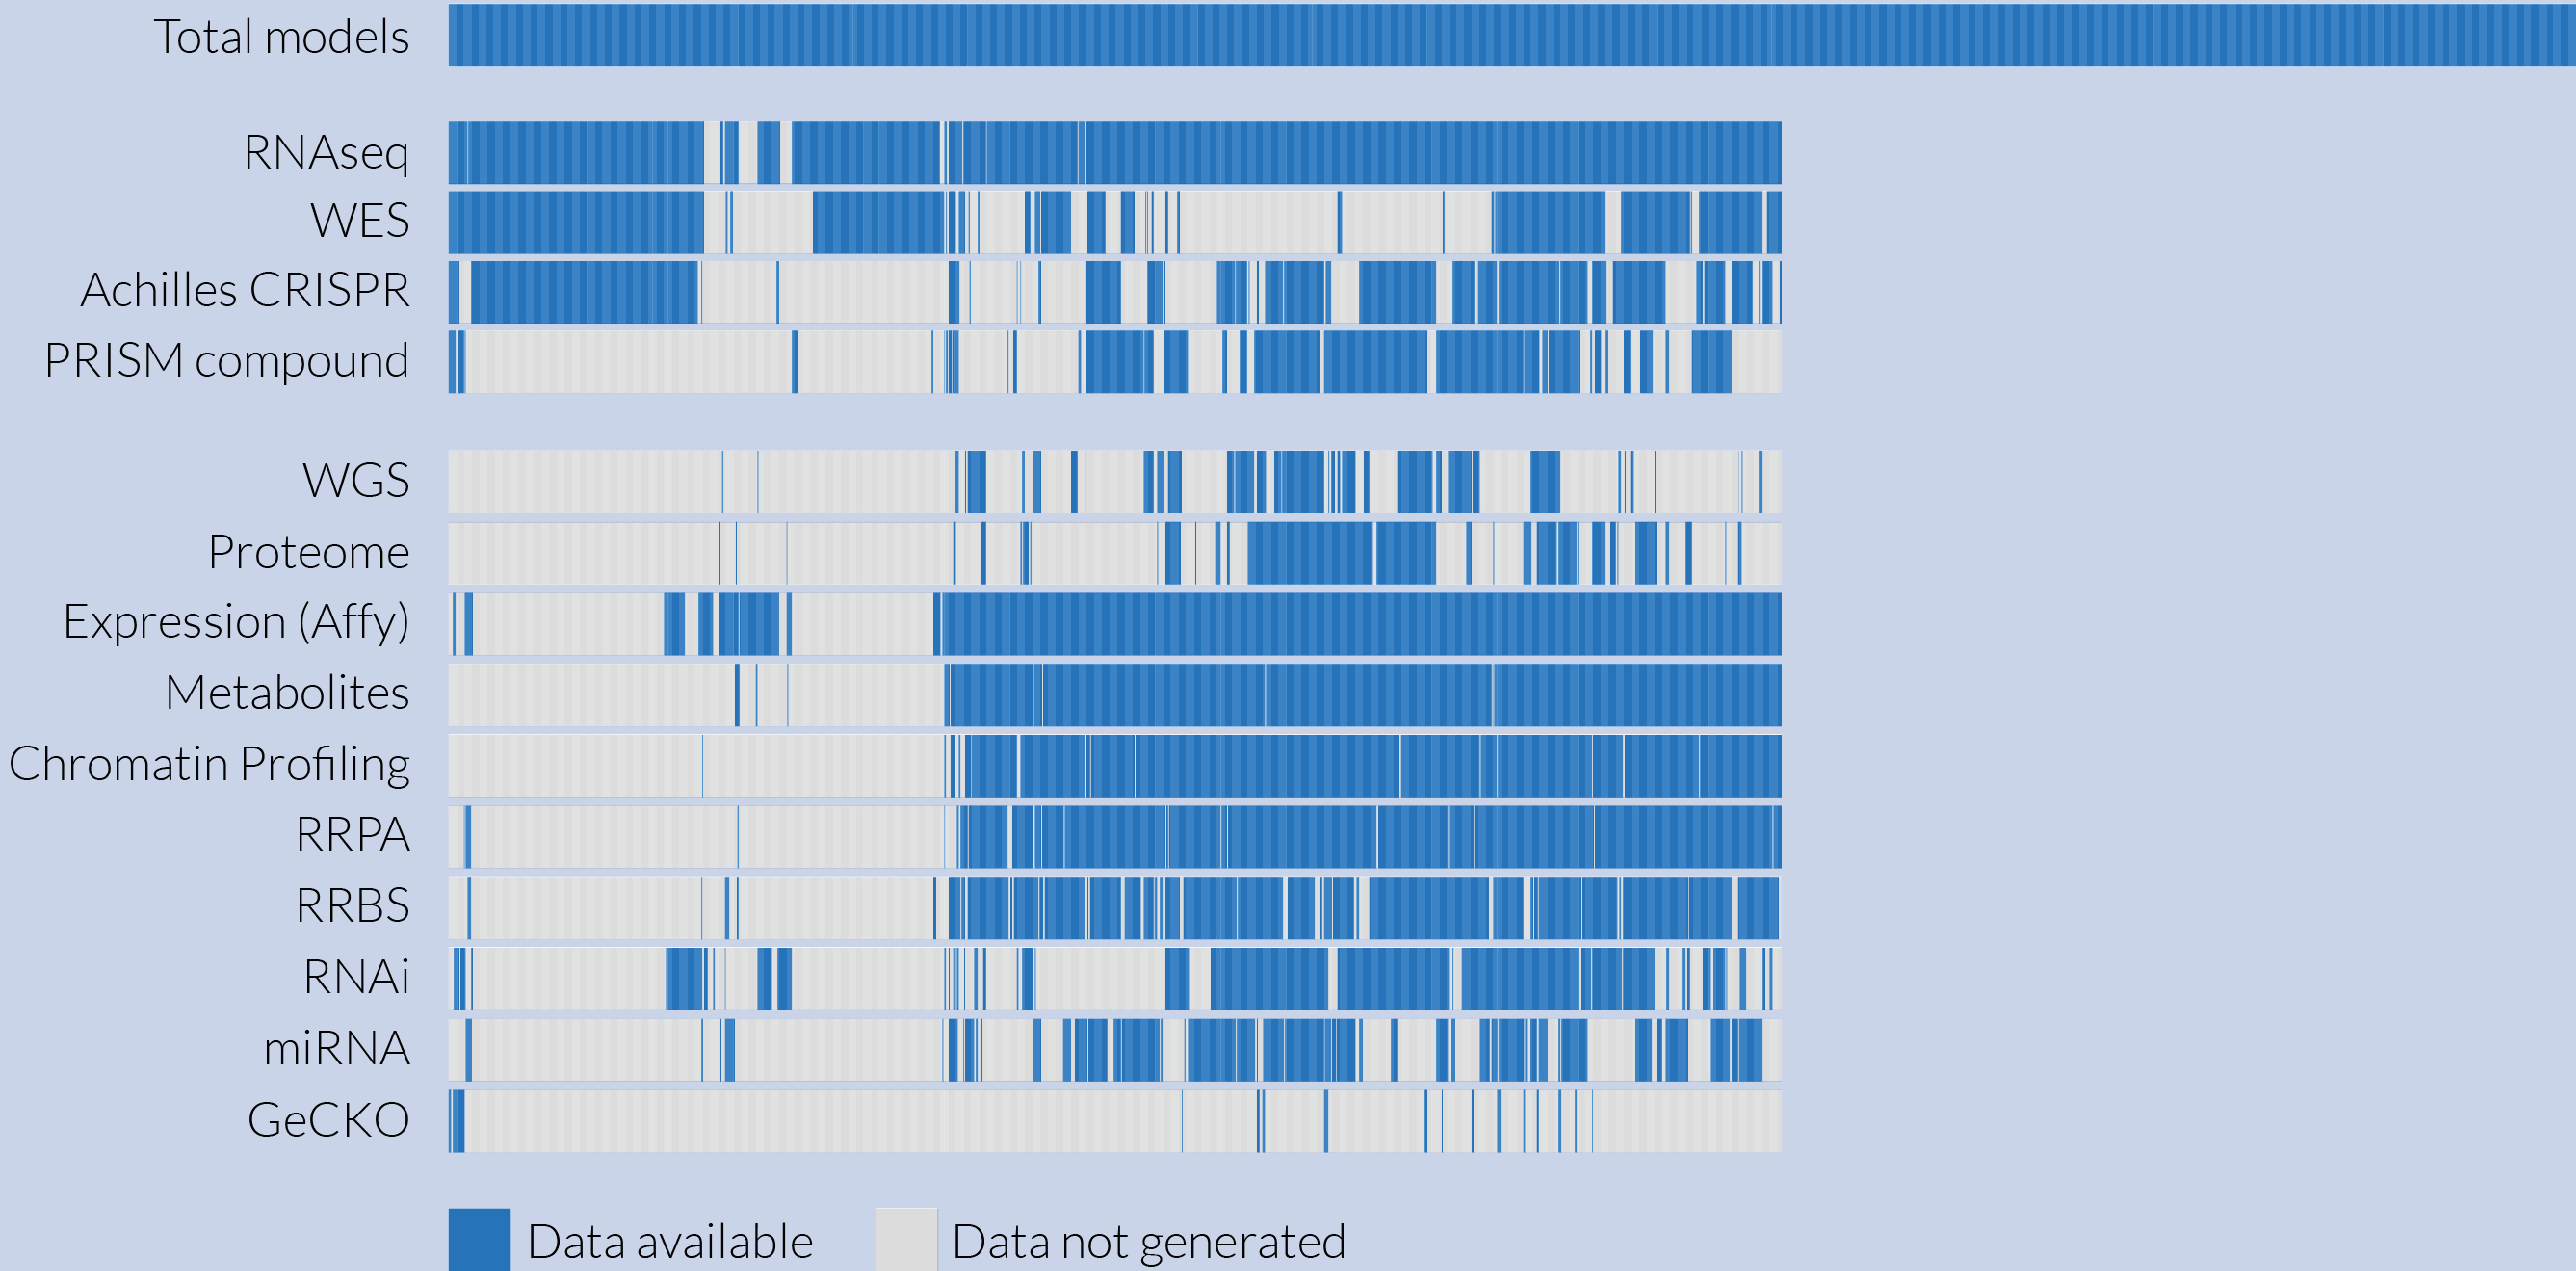 Total models
RNAseq
WES
Achilles CRISPR
PRISM compound
WGS
Proteome
Expression (Affy)
Metabolites
Chromatin Profiling
RRPA
RRBS
RNAi
miRNA
GeCKO
Data available
Data not generated